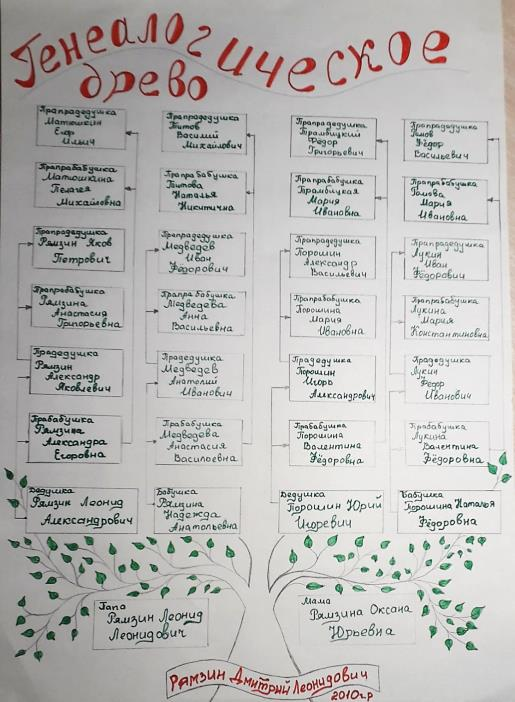 Генеалогическое
древо
Прапрадедушка
Матюшкин
Егор
Ильич
Прапрадедушка
Титов
Василий
Михайлович
Прапрадедушка
Трамбицкий
Фёдор
Григорьевич
Прапрадедушка
Фёдор
Васильевич
Прапрабабушка
Матюшкина
Пелагея
Михайловна
Прапрабабушка
Титова
Наталья
Никитична
Прапрабабушка
Трамбицкая
Мария
Ивановна
Прапрабабушка
Мария
Ивановна
Прапрадедушка
Рямзин Яков
Петрович
Прапрадедушка
Медведев
Иван
Фёдорович
Прапрадедушка
Порошин
Александр
Васильевич
Прапрадедушка
Лукин
Иван
Фёдорович
Прапрабабушка
Рямзина
Анастасия
Григорьевна
Прапрабабушка
Медведева
Анна
Васильевна
Прапрабабушка
Порошина
Мария
Ивановна
Прапрабабушка
Лукина
Мария
Константиновна
Прадедушка
Рямзин
Александр
Яковлевич
Прадедушка
Медведев
Анатолий
Иванович
Прадедушка
Порошин
Игорь
Александрович
Прадедушка
Лукин
Федор
Иванович
Прабабушка
Рямзина
Александра
Егоровна
Прабабушка
Медведева
Анастасия
Васильевна
Прабабушка
Порошина
Валентина
Фёдоровна
Прабабушка
Лукина
Валентина
Фёдоровна
Дедушка
Рямзин Леонид
Александрович
Бабушка
Рямзина
Надежда
Анатольевна
Дедушка
Порошин Юрий
Игоревич
Бабушка
Порошина Наталья
Фёдоровна
Папа
Рямзин Леонид
Леонидович
Мама
Рямзина Оксана
Юрьевна
Рямзин Дмитрий Леонидович
2010гр